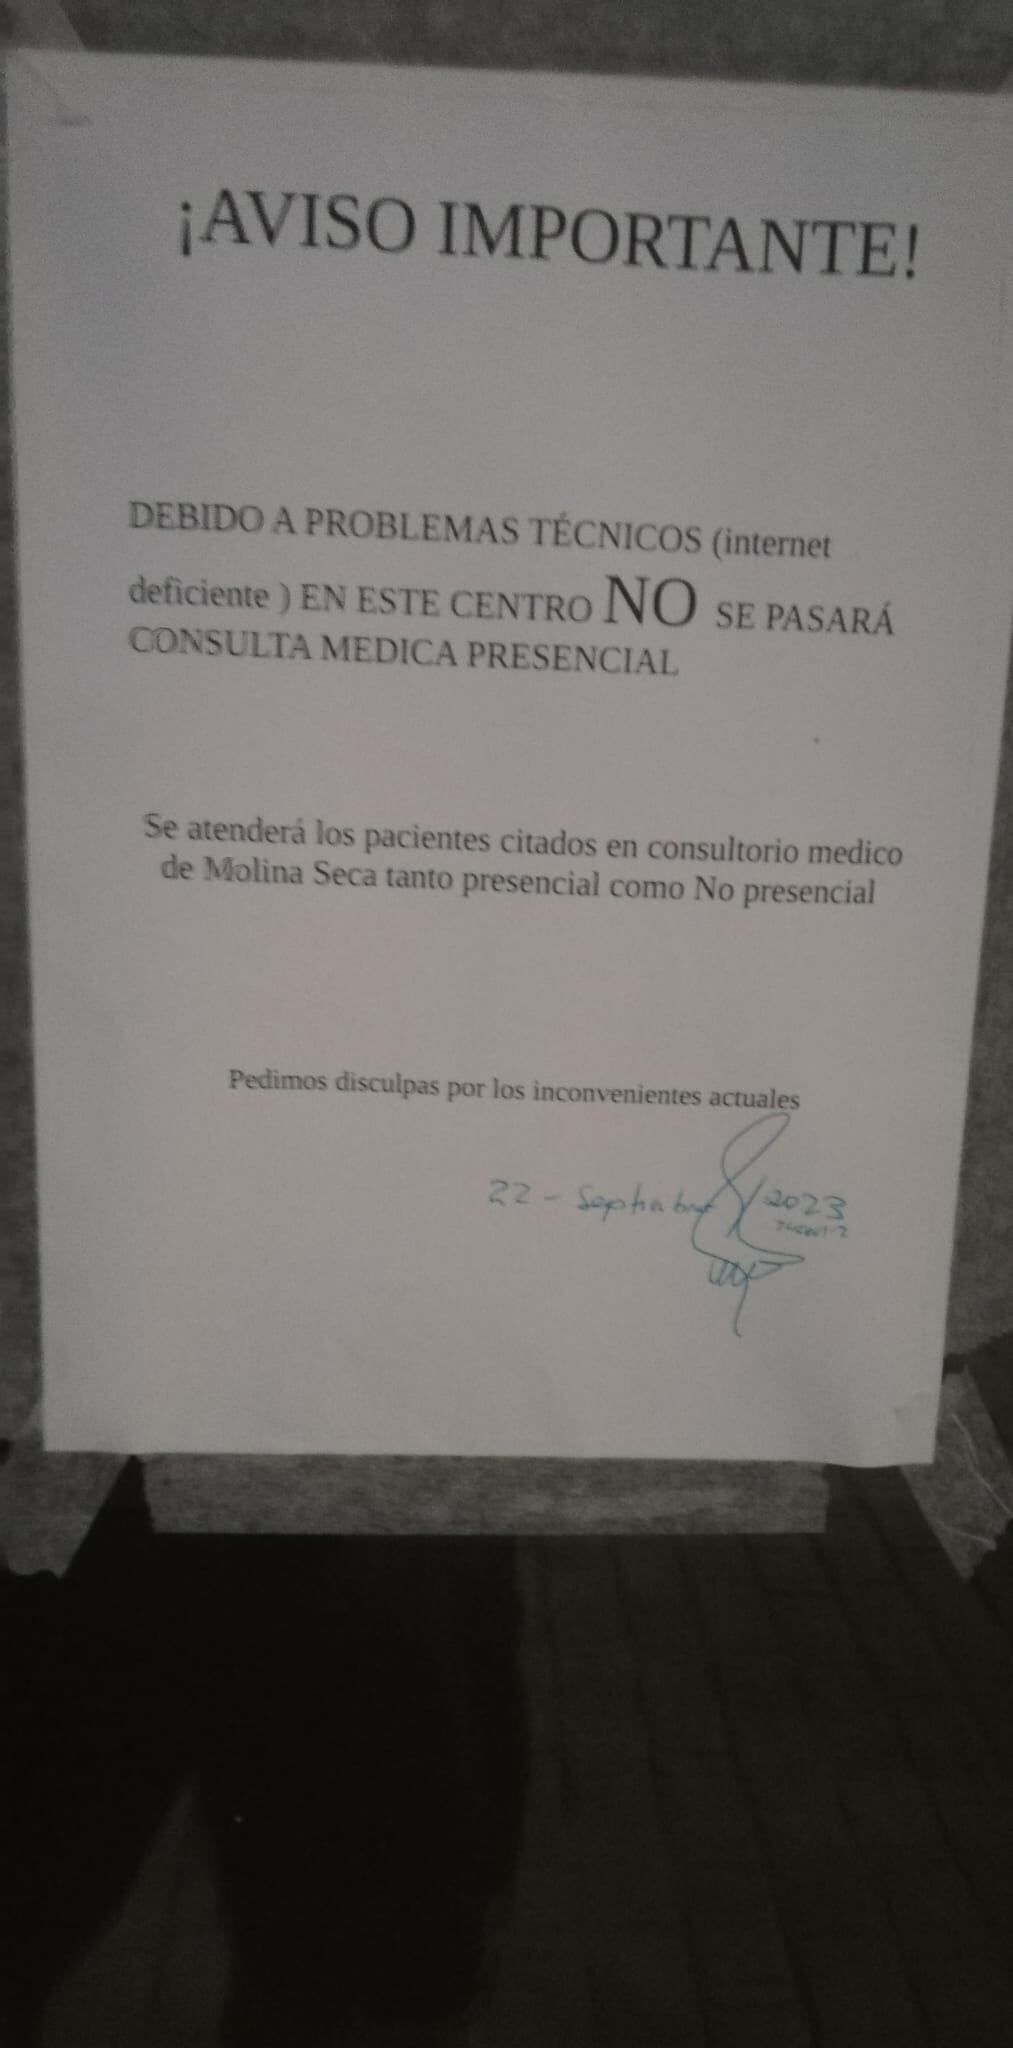 ¡AVISO IMPORTANTE!
DEBIDO A PROBLEMAS TÉCNICOS (internet
deficiente ) EN ESTE CENTRO NO SE PASARÁ
CONSULTA MEDICA PRESENCIAL
Se atenderá los pacientes citados en consultorio medico
de Molina Seca tanto presencial como No presencial
Pedimos disculpas por los inconvenientes actuales
22 - Septiembre / 2023